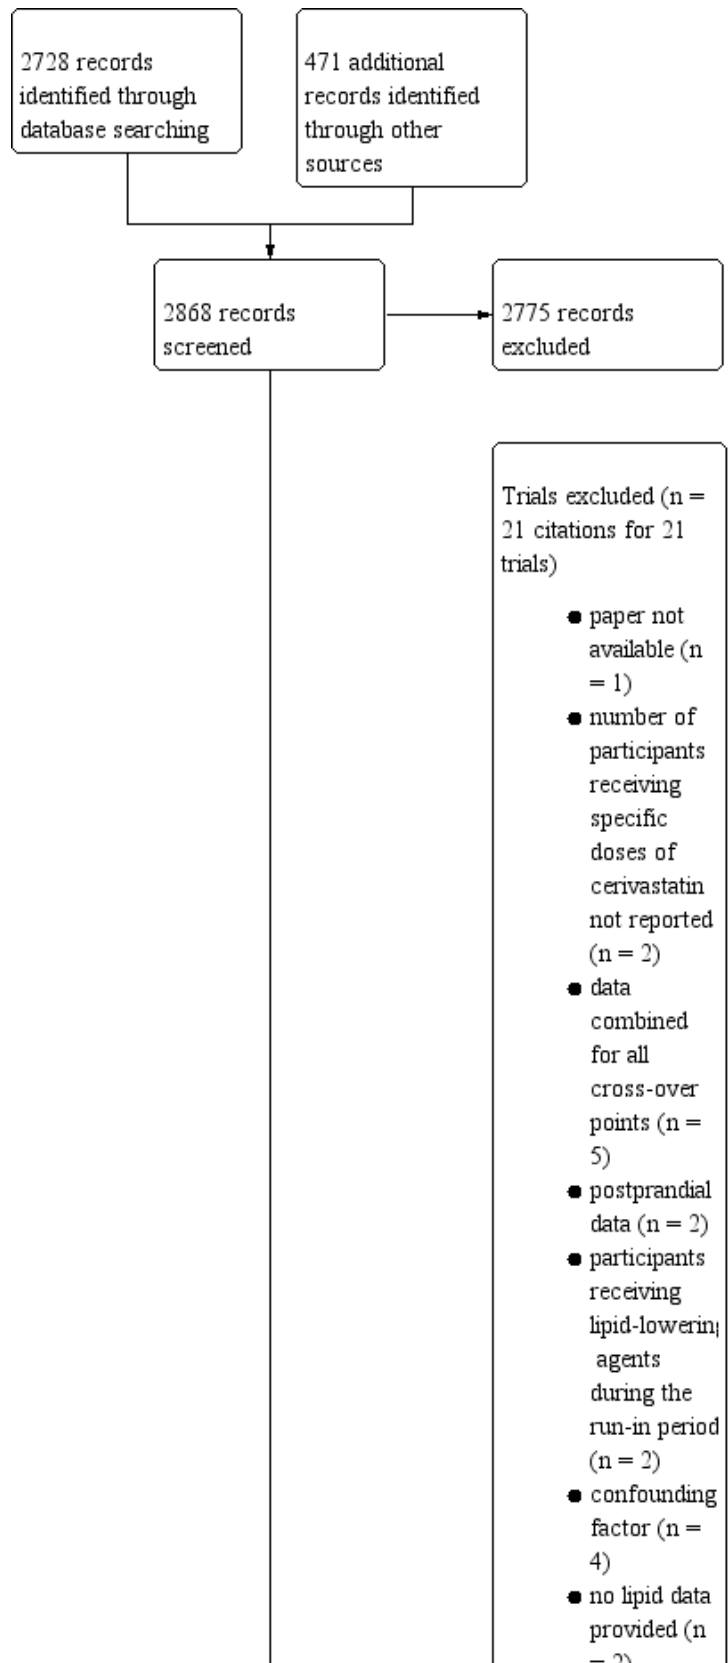 2728 records
identified through
database searching
471 additional
records identified
through other
sources
2868 records
screened
2775 records
excluded
Trials excluded (n =
21 citations for 21
trials)
paper not
available (n
= 1)
number of
participants
receiving
specific
doses of
cerivastatin
not reported
(n = 2)
data
combined
for all
cross-over
points (n =
5)
postprandial
data (n = 2)
participants
receiving
lipid-lowering
agents
during the
run-in period
(n = 2)
confounding
factor (n =
4)
no lipid data
provided (n